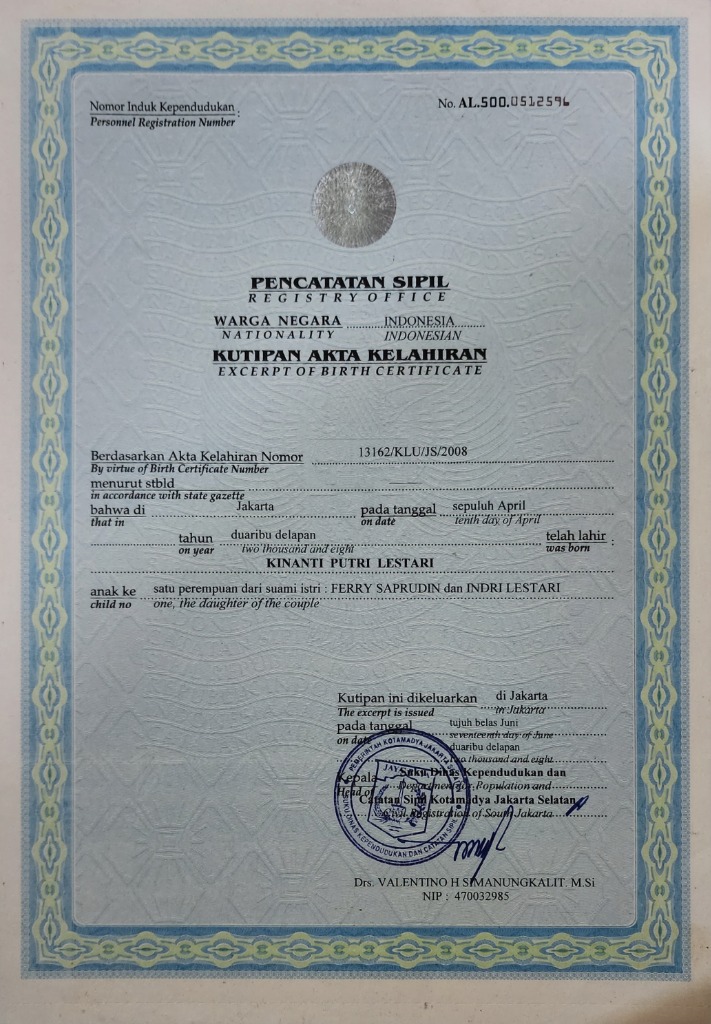 Nomor Induk Kependudukan :
Personnel Registration Number
No. AL.500.0512596
PENCATATAN SIPIL
REGISTRY OFFICE
WARGA NEGARA INDONESIA
NATIONALITY INDONESIAN
KUTIPAN AKTA KELAHIRAN
EXCERPT OF BIRTH CERTIFICATE
Berdasarkan Akta Kelahiran Nomor 13162/KLU/JS/2008
By virtue of Birth Certificate Number
menurut stbld
in accordance with state gazette
bahwa di Jakarta pada tanggal sepuluh April
that in on date tenth day of April
tahun duaribu delapan telah lahir :
on year two thousand and eight was born
KINANTI PUTRI LESTARI
anak ke satu perempuan dari suami istri : FERRY SAPRUDIN dan INDRI LESTARI
child no one, the daughter of the couple
Kutipan ini dikeluarkan di Jakarta
The excerpt is issued in Jakarta
pada tanggal tujuh belas Juni
on date seventeenth day of June
duaribu delapan
two thousand and eight
Kepala Suku Dinas Kependudukan dan
Head of Department for Population and
Catatan Sipil Kotamadya Jakarta Selatan
Civil Registration of South Jakarta
PEMERINTAH KOTAMADYA JAKARTA
JAYA
SUKU DINAS KEPENDUDUKAN DAN CATATAN SIPIL
Drs. VALENTINO H SIMANUNGKALIT. M.Si
NIP : 470032985